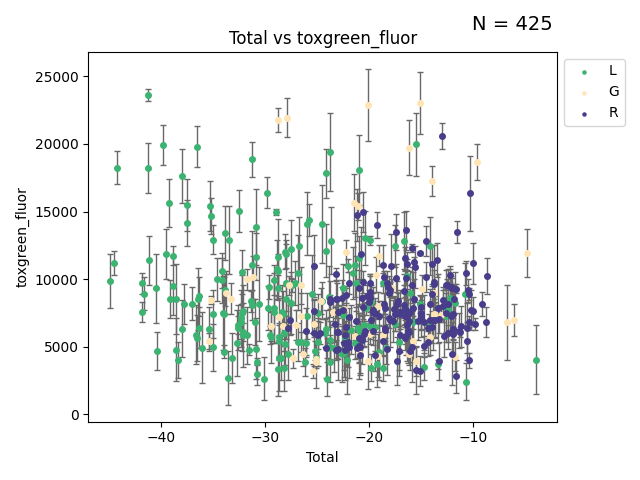 N = 425
Total vs toxgreen_fluor
25000
20000
15000
10000
5000
0
toxgreen_fluor
−40
−30
−20
−10
Total
L
G
R